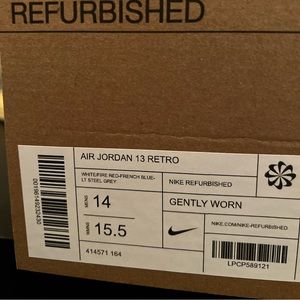 REFURBISHED
AIR JORDAN 13 RETRO
WHITE/FIRE RED-FRENCH BLUE-
LT STEEL GREY
NIKE REFURBISHED
14
GENTLY WORN
15.5
NIKE.COM/NIKE-REFURBISHED
414571 164
LPCP589121